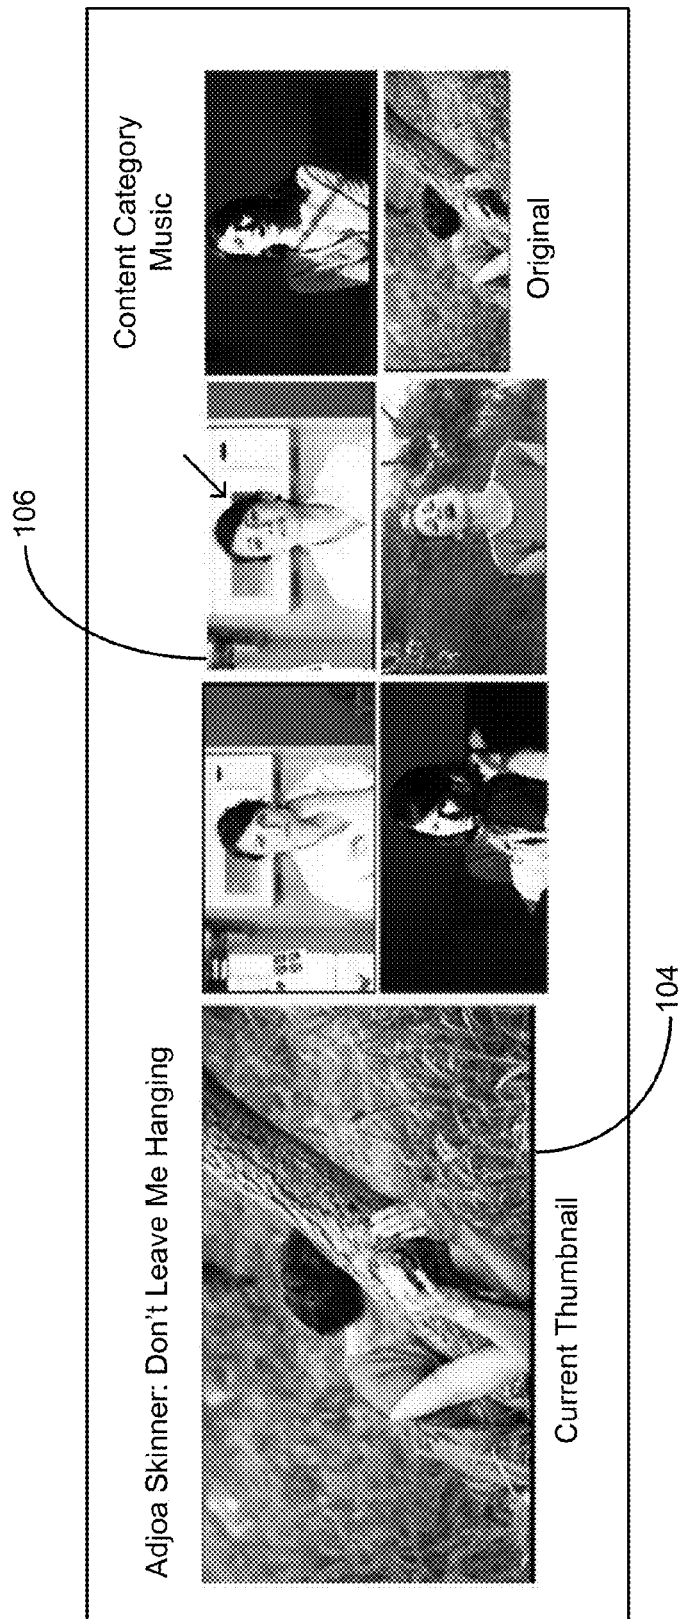 Adjoa Skinner: Don't Leave Me Hanging
Content Category
Music
106
Current Thumbnail
Original
104